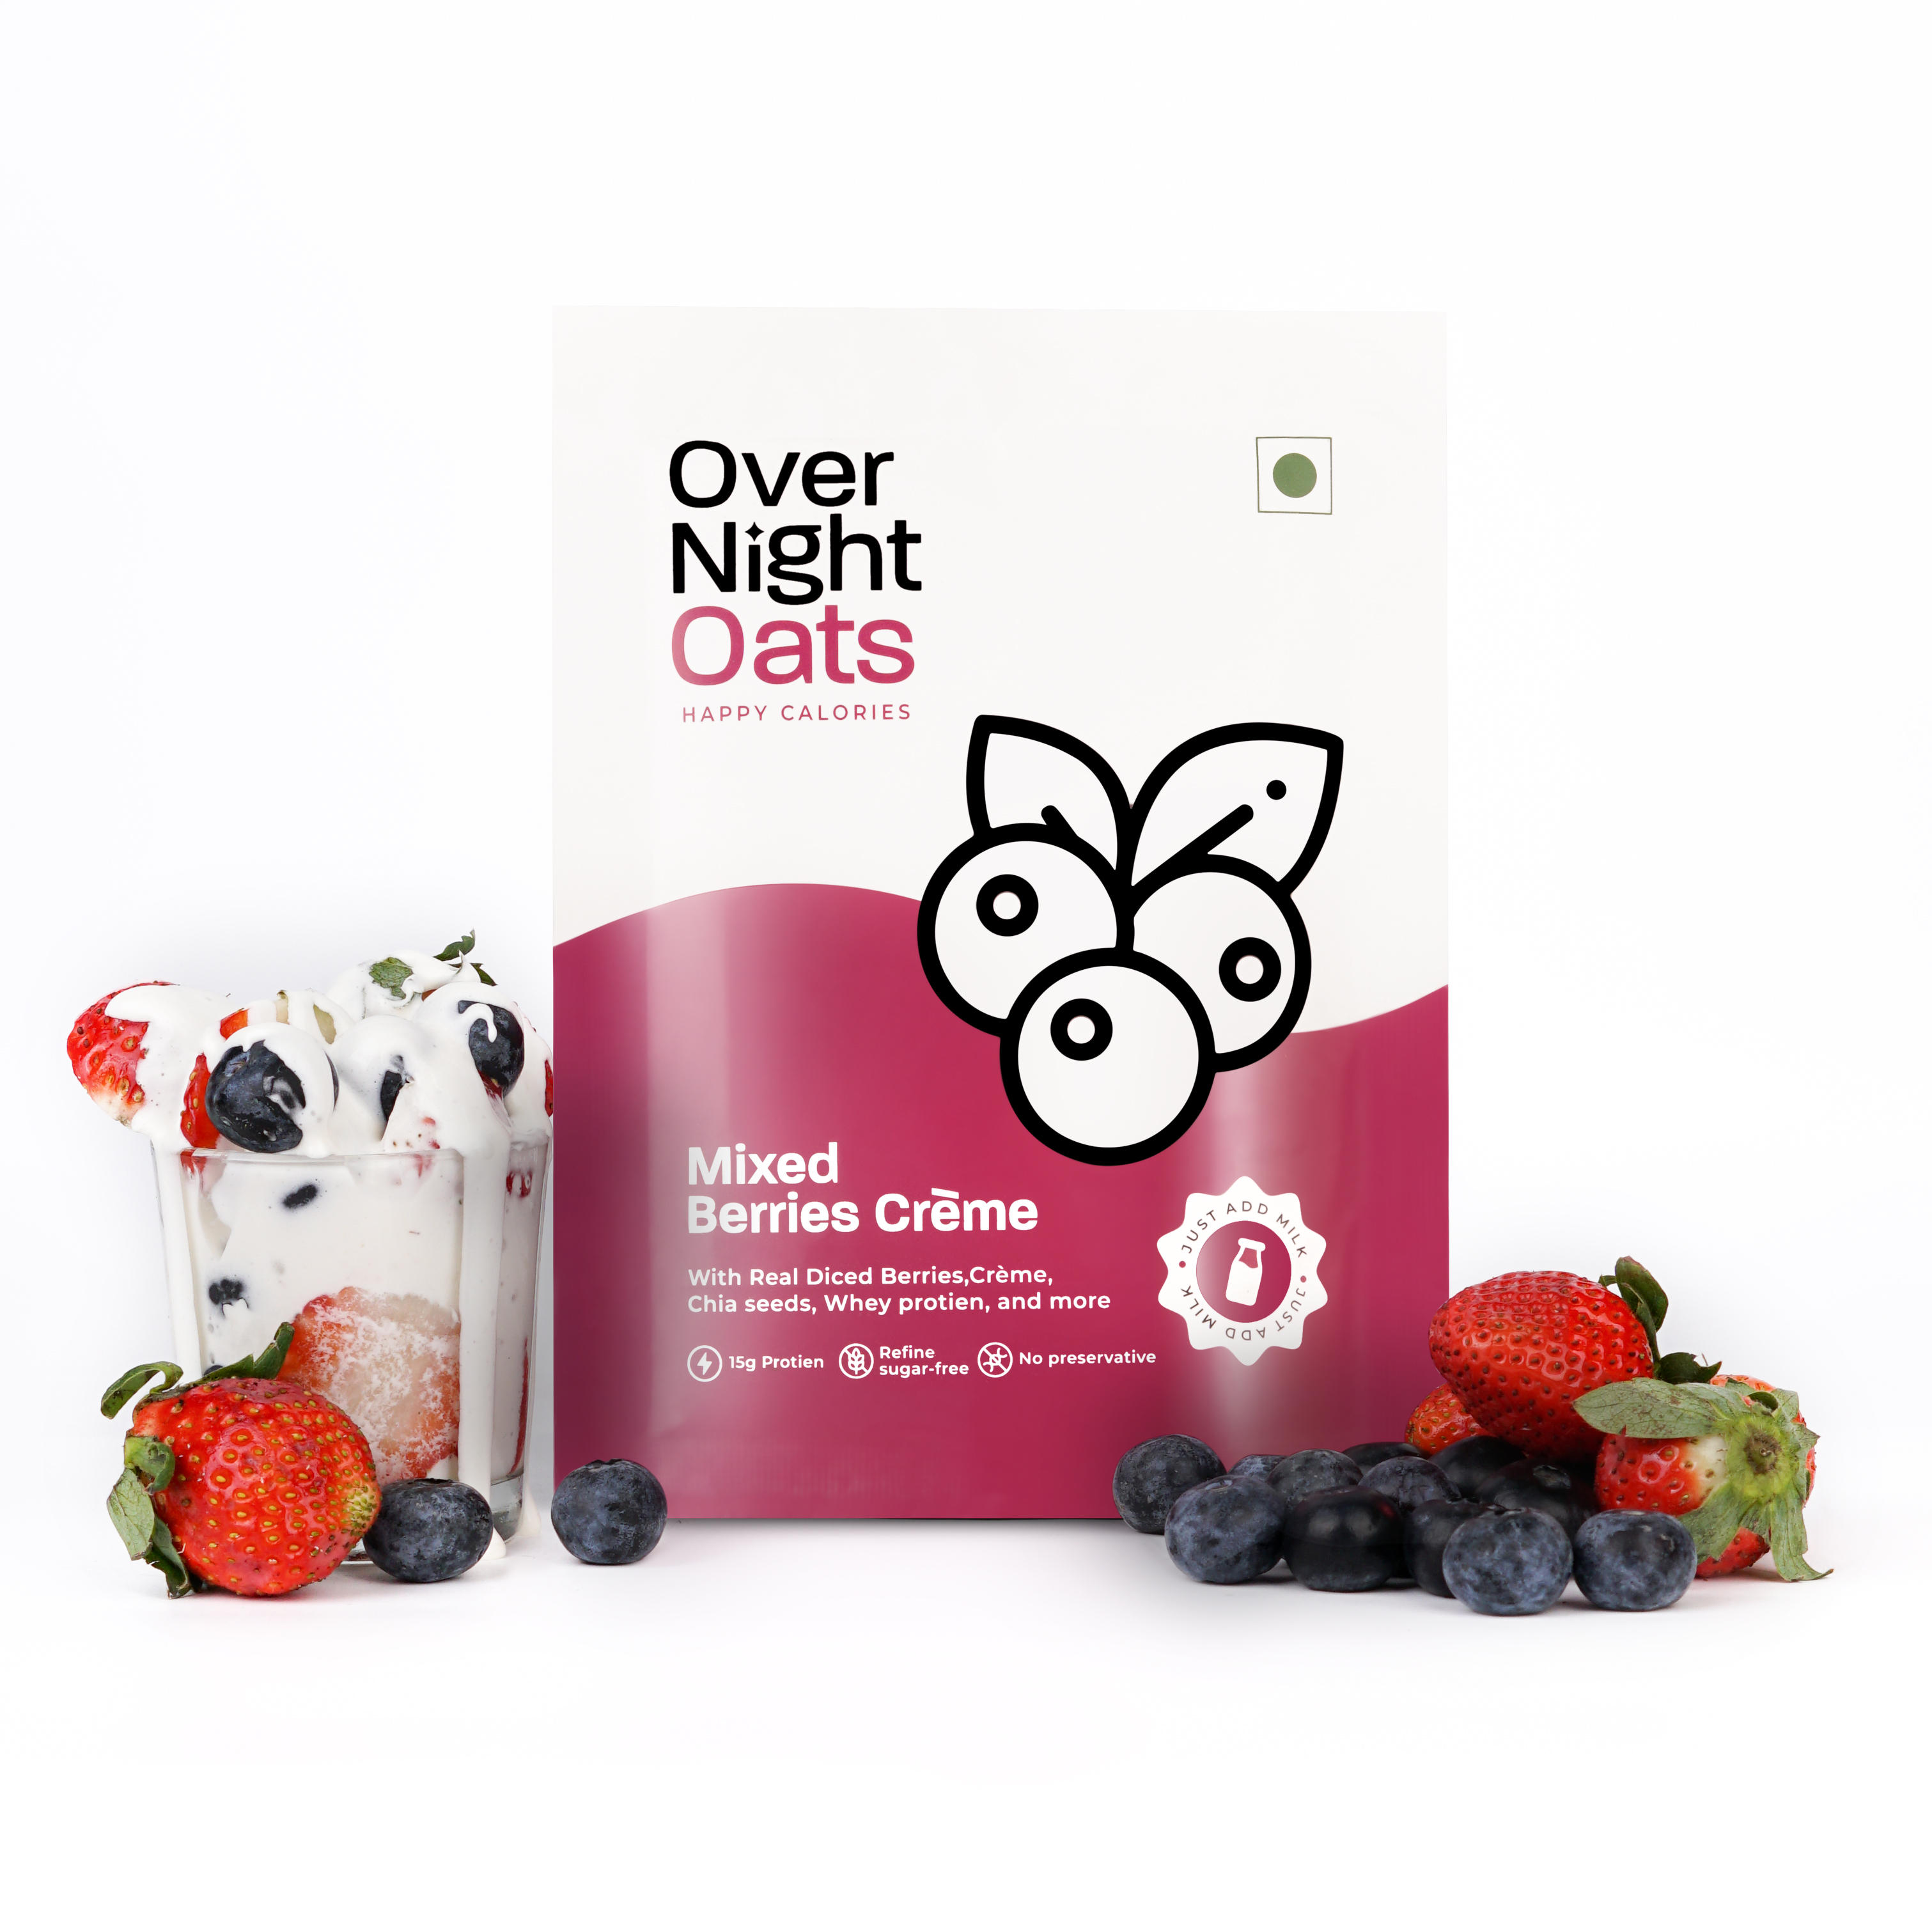 Over
Night
Oats
HAPPY CALORIES
Mixed
Berries Crēme
With Real Diced Berries,Crème,
Chia seeds, Whey protien, and more
15g Protien
Refine
sugar-free
No preservative
JUST ADD MILK • JUST ADD MILK •